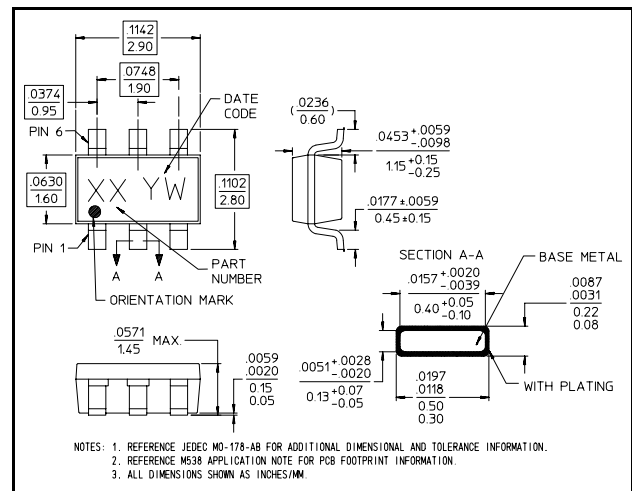 .1142
2.90
.0748
1.90
.0374
0.95
DATE
CODE
PIN 6
.0630
1.60
XX YW
.1102
2.80
PIN 1
A A
PART
NUMBER
ORIENTATION MARK
(.0236
0.60)
.0453 +.0059
-.0098
1.15 +0.15
-0.25
.0177 ±.0059
0.45 ±0.15
SECTION A-A
BASE METAL
.0157 +.0020
-.0039
0.40 +0.05
-0.10
.0087
.0031
0.22
0.08
.0571
1.45 MAX.
.0059
.0020
0.15
0.05
.0051 +.0028
-.0020
0.13 +0.07
-0.05
.0197
.0118
0.50
0.30
WITH PLATING
NOTES: 1. REFERENCE JEDEC MO-178-AB FOR ADDITIONAL DIMENSIONAL AND TOLERANCE INFORMATION.
2. REFERENCE M538 APPLICATION NOTE FOR PCB FOOTPRINT INFORMATION.
3. ALL DIMENSIONS SHOWN AS INCHES/MM.